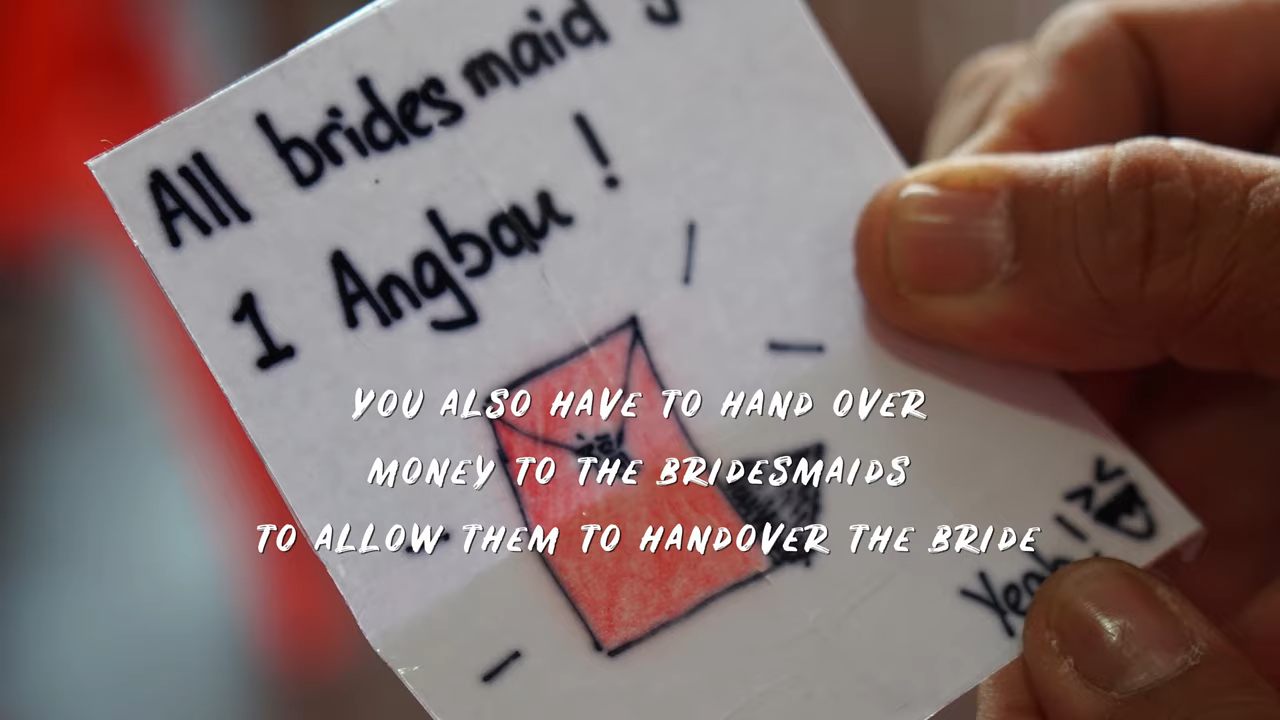 All bridesmaid's
1 Angbau !
YOU ALSO HAVE TO HAND OVER
MONEY TO THE BRIDESMAIDS
TO ALLOW THEM TO HANDOVER THE BRIDE